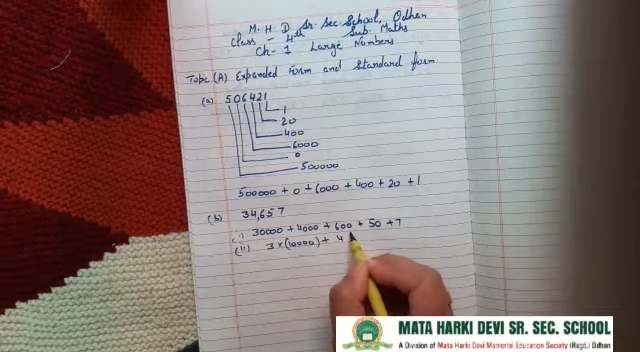 M. H. D Sr. Sec. School, Odhan
Class - 4th Sub. Maths
Ch- 1 Large Numbers
Topic (A) Expanded Form and Standard form.
(a) 506421
1
20
400
6000
0
500000
500000 + 0 + 6000 + 400 + 20 + 1
(b) 34,657
(i) 30000 + 4000 + 600 + 50 + 7
(ii) 3 × (10000) + 4
MATA HARKI DEVI SR. SEC. SCHOOL
A Division of Mata Harki Devi Memorial Education Society (Regd.) Odhan